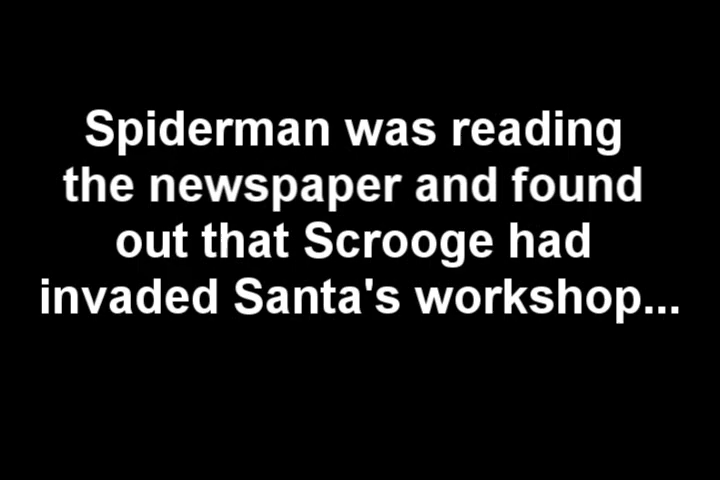 Spiderman was reading
the newspaper and found
out that Scrooge had
invaded Santa's workshop...